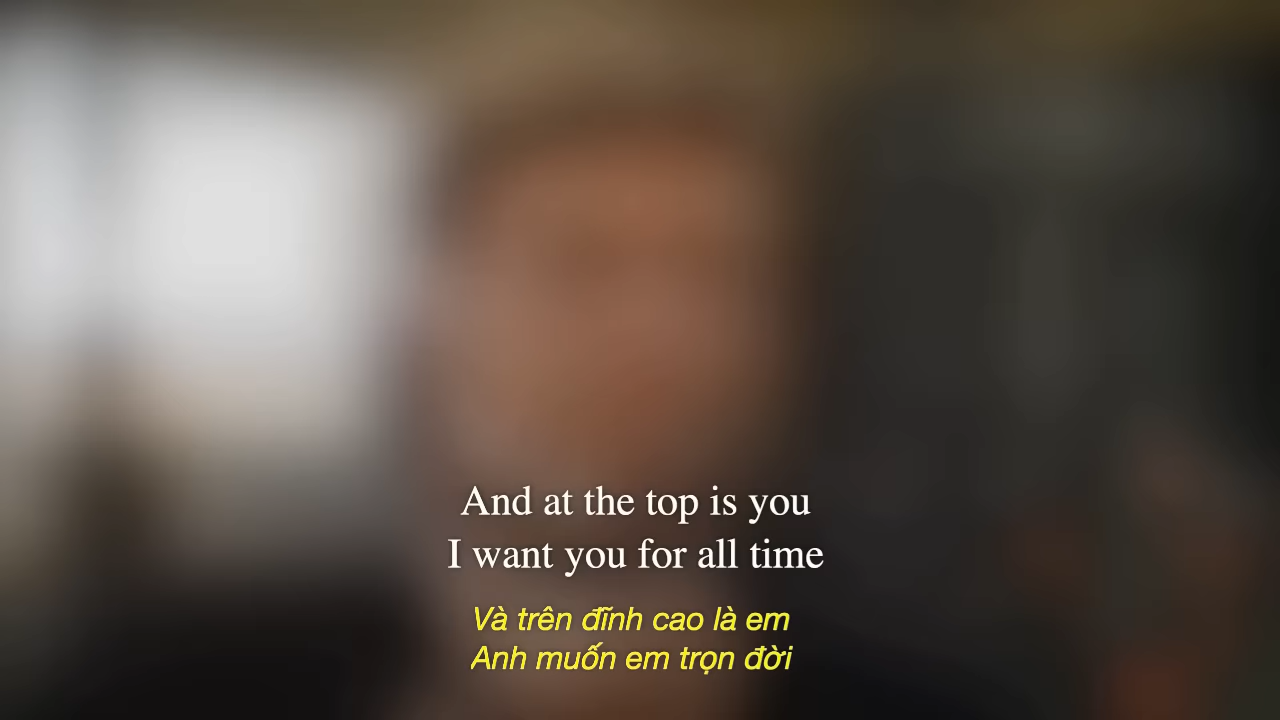 And at the top is you
I want you for all time
Và trên đĩnh cao là em
Anh muốn em trọn đời